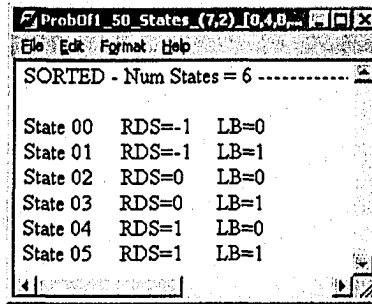 ProbOf1_50_States_(7,2)_[0,4,8,...
File Edit Format Help
SORTED - Num States = 6 ------------
State 00 RDS=-1 LB=0
State 01 RDS=-1 LB=1
State 02 RDS=0 LB=0
State 03 RDS=0 LB=1
State 04 RDS=1 LB=0
State 05 RDS=1 LB=1